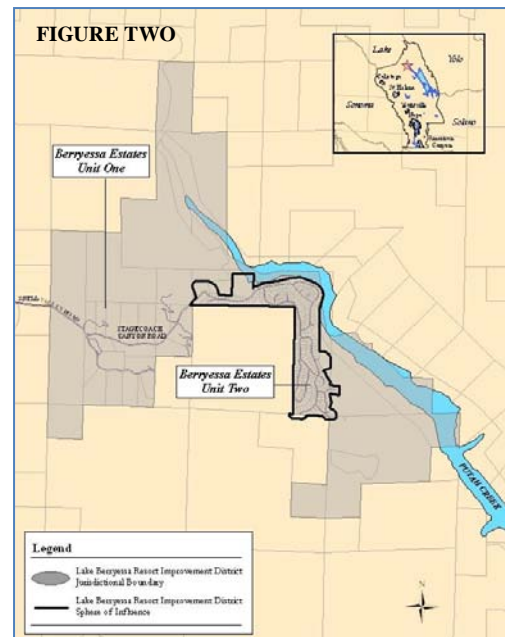 FIGURE TWO
Lake
Yolo
Sonoma
Solano
Berryessa Estates
Unit One
STAGECOACH
CANYON ROAD
Berryessa Estates
Unit Two
PUTAH CREEK
N
Legend
Lake Berryessa Resort Improvement District
Jurisdictional Boundary
Lake Berryessa Resort Improvement District
Sphere of Influence